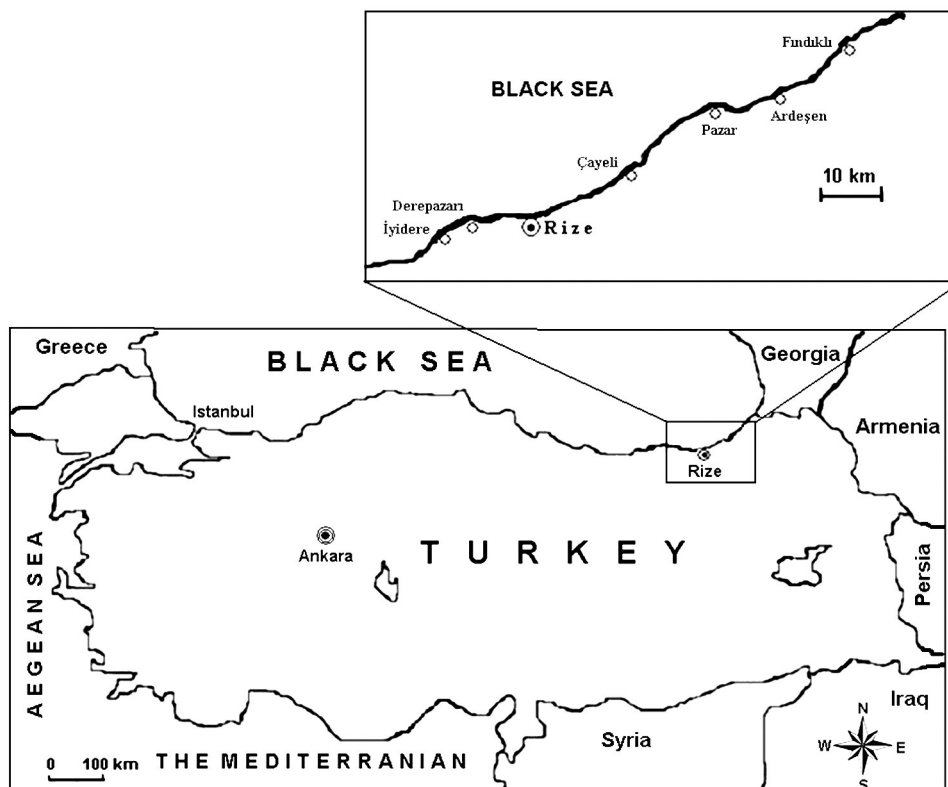 Fındıklı
BLACK SEA
Ardeşen
Pazar
Çayeli
10 km
Derepazarı
İyidere
Rize
Greece
BLACK SEA
Georgia
Istanbul
Armenia
Rize
Ankara
TURKEY
AEGEAN SEA
Persia
Iraq
Syria
N
W
E
S
0 100 km
THE MEDITERRANIAN